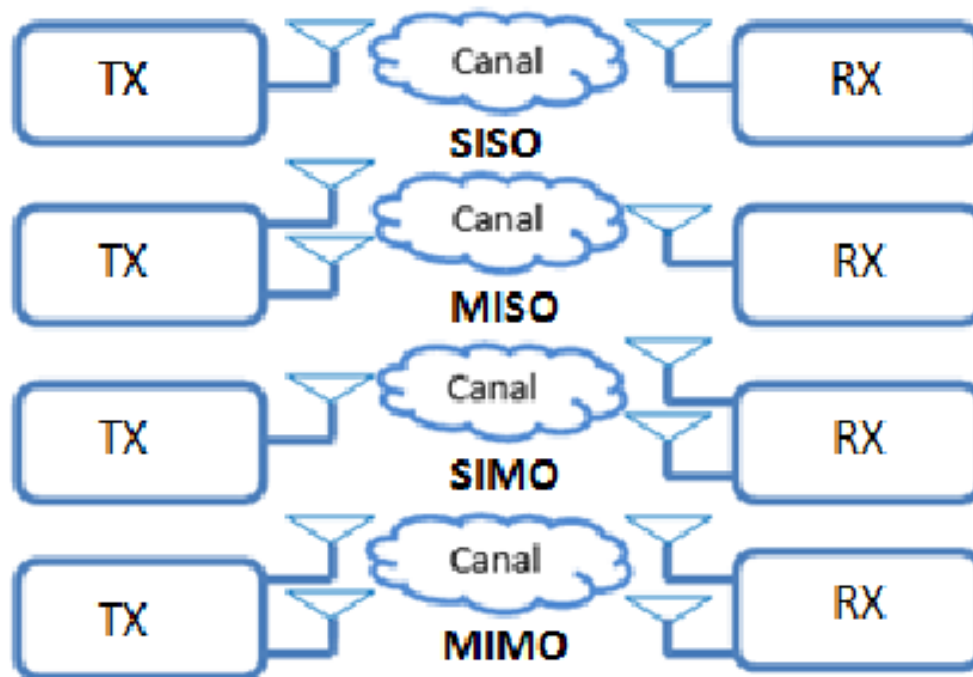 TX Canal RX
SISO
TX Canal RX
MISO
TX Canal RX
SIMO
TX Canal RX
MIMO